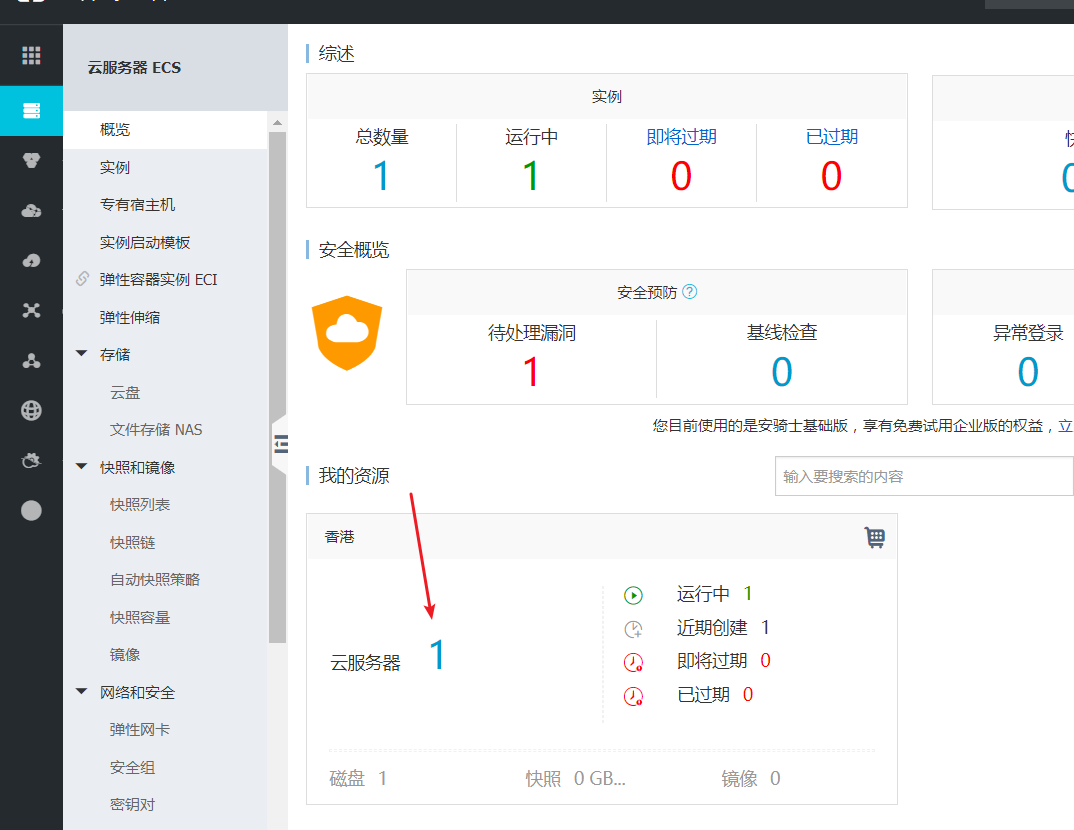 云服务器 ECS
概览
实例
专有宿主机
实例启动模板
弹性容器实例 ECI
弹性伸缩
存储
云盘
文件存储 NAS
快照和镜像
快照列表
快照链
自动快照策略
快照容量
镜像
网络和安全
弹性网卡
安全组
密钥对
综述
实例
总数量 运行中 即将过期 已过期
1 1 0 0
安全概览
安全预防
待处理漏洞 基线检查 异常登录
1 0 0
您目前使用的是安骑士基础版，享有免费试用企业版的权益，立
我的资源
输入要搜索的内容
香港
云服务器 1
运行中 1
近期创建 1
即将过期 0
已过期 0
磁盘 1 快照 0 GB... 镜像 0